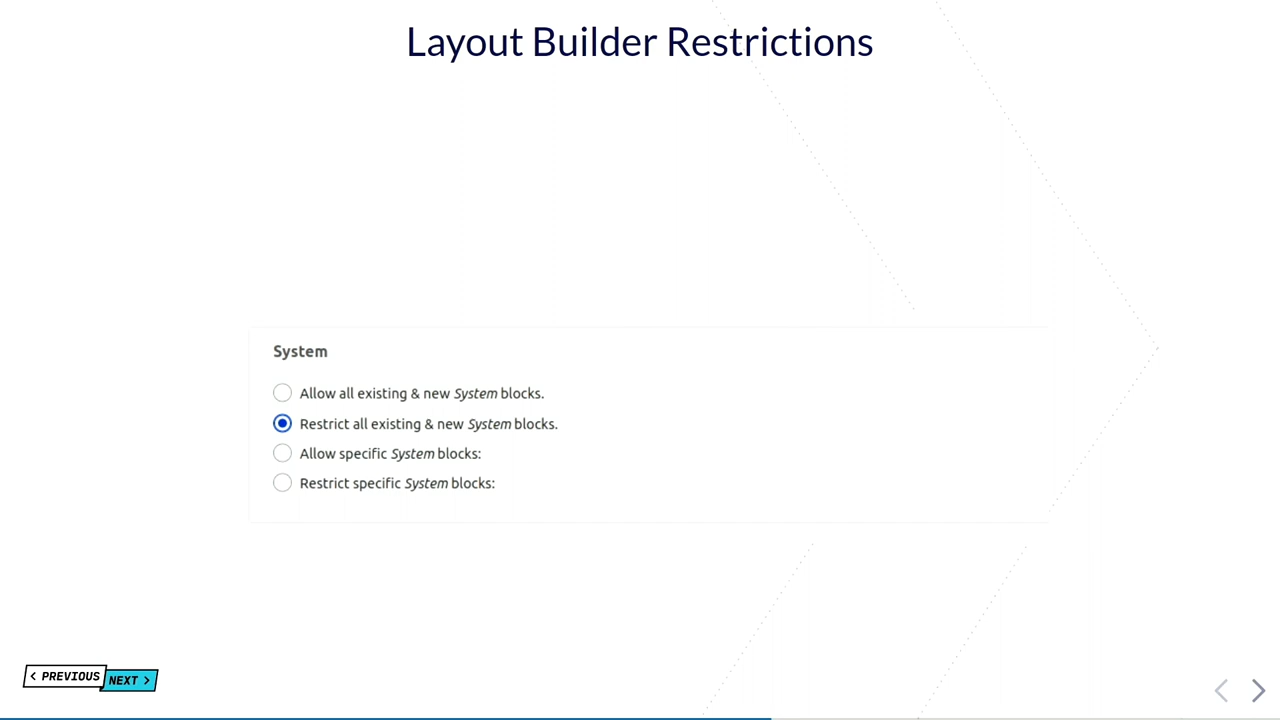 Layout Builder Restrictions
System
Allow all existing & new System blocks.
Restrict all existing & new System blocks.
Allow specific System blocks:
Restrict specific System blocks:
< PREVIOUS
NEXT >